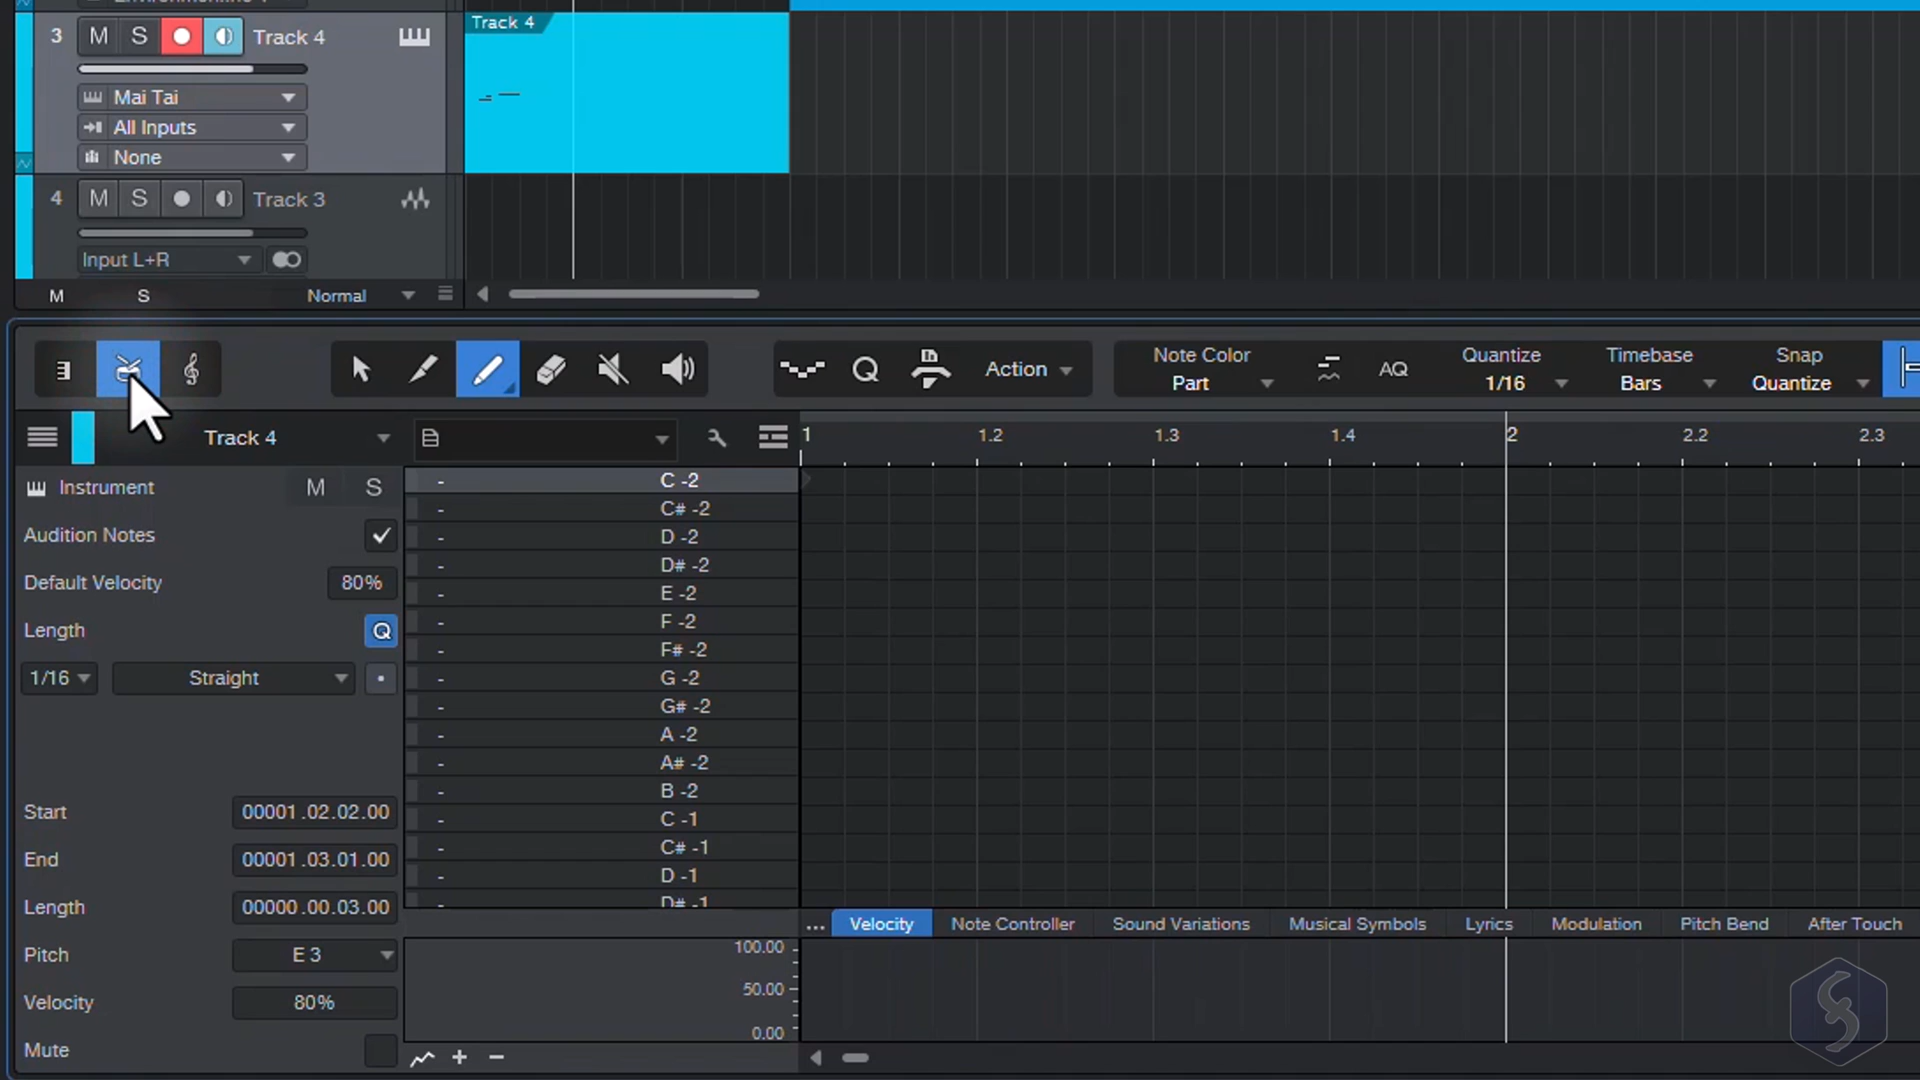 3 M S Track 4
Track 4
Mai Tai
All Inputs
None
4 M S Track 3
Input L+R
M S Normal
Q Action Note Color Part AQ Quantize 1/16 Timebase Bars Snap Quantize
Track 4
1 1.2 1.3 1.4 2 2.2 2.3
Instrument M S
Audition Notes
Default Velocity 80%
Length Q
1/16 Straight
Start 00001.02.02.00
End 00001.03.01.00
Length 00000.00.03.00
Pitch E 3
Velocity 80%
Mute
- C -2
- C# -2
- D -2
- D# -2
- E -2
- F -2
- F# -2
- G -2
- G# -2
- A -2
- A# -2
- B -2
- C -1
- C# -1
- D -1
- D# -1
... Velocity Note Controller Sound Variations Musical Symbols Lyrics Modulation Pitch Bend After Touch
100.00
50.00
0.00